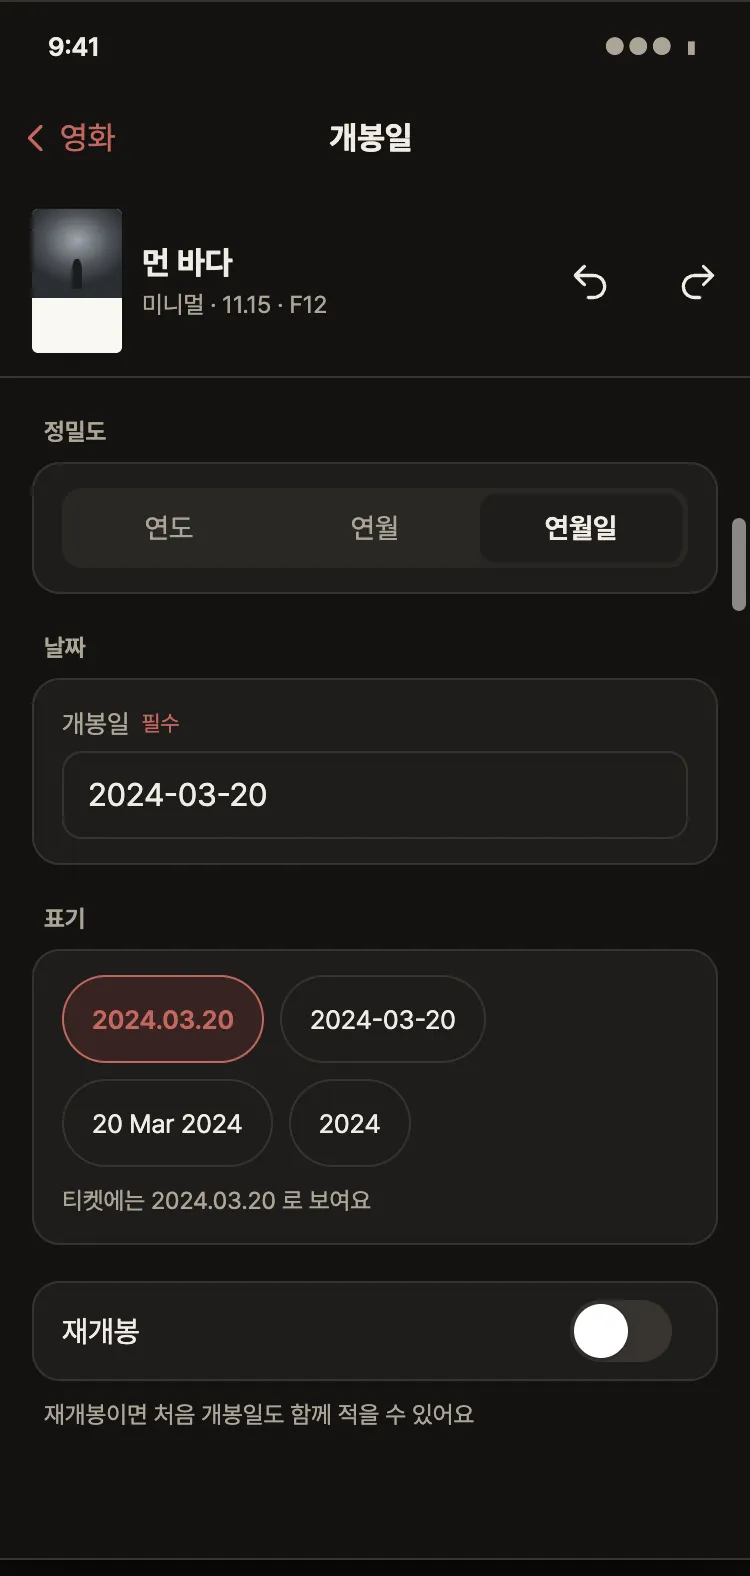 9:41
영화
개봉일
먼 바다
미니멀 · 11.15 · F12
정밀도
연도 연월 연월일
날짜
개봉일 필수
2024-03-20
표기
2024.03.20 2024-03-20
20 Mar 2024 2024
티켓에는 2024.03.20 로 보여요
재개봉
재개봉이면 처음 개봉일도 함께 적을 수 있어요